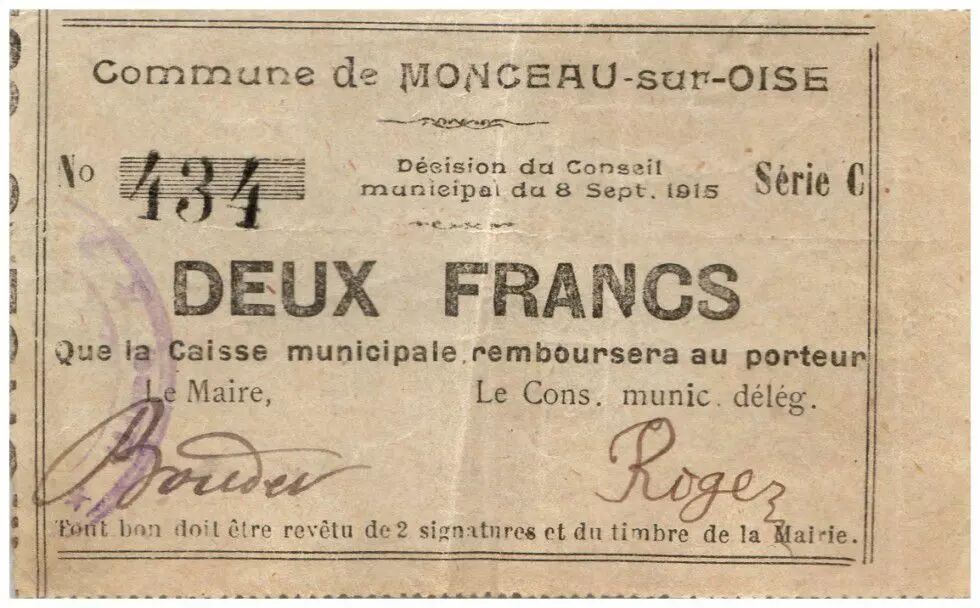 Commune de MONCEAU-sur-OISE
No 434
Décision du Conseil
municipal du 8 Sept. 1915
Série C
DEUX FRANCS
Que la Caisse municipale remboursera au porteur
Le Maire, Le Cons. munic. délég.
Roger
Tout bon doit être revêtu de 2 signatures et du timbre de la Mairie.